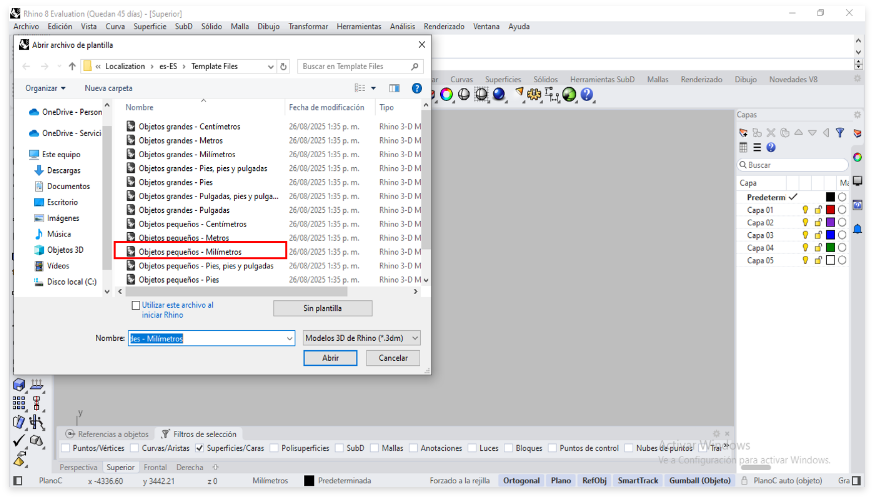 Rhino 8 Evaluation (Quedan 45 días) - [Superior]
Archivo Edición Vista Curva Superficie SubD Sólido Malla Dibujo Transformar Herramientas Análisis Renderizado Ventana Ayuda
Abrir archivo de plantilla
« Localization > es-ES > Template Files
Buscar en Template Files
Organizar
Nueva carpeta
OneDrive - Person
OneDrive - Servici
Este equipo
Descargas
Documentos
Escritorio
Imágenes
Música
Objetos 3D
Vídeos
Disco local (C:)
Nombre Fecha de modificación Tipo
Objetos grandes - Centímetros 26/08/2025 1:35 p. m. Rhino 3-D M
Objetos grandes - Metros 26/08/2025 1:35 p. m. Rhino 3-D M
Objetos grandes - Milímetros 26/08/2025 1:35 p. m. Rhino 3-D M
Objetos grandes - Pies, pies y pulgadas 26/08/2025 1:35 p. m. Rhino 3-D M
Objetos grandes - Pies 26/08/2025 1:35 p. m. Rhino 3-D M
Objetos grandes - Pulgadas, pies y pulga... 26/08/2025 1:35 p. m. Rhino 3-D M
Objetos grandes - Pulgadas 26/08/2025 1:35 p. m. Rhino 3-D M
Objetos pequeños - Centímetros 26/08/2025 1:35 p. m. Rhino 3-D M
Objetos pequeños - Metros 26/08/2025 1:35 p. m. Rhino 3-D M
Objetos pequeños - Milímetros 26/08/2025 1:35 p. m. Rhino 3-D M
Objetos pequeños - Pies, pies y pulgadas 26/08/2025 1:35 p. m. Rhino 3-D M
Objetos pequeños - Pies 26/08/2025 1:35 p. m. Rhino 3-D M
Utilizar este archivo al
iniciar Rhino
Sin plantilla
Nombre: des - Milímetros
Modelos 3D de Rhino (*.3dm)
Abrir
Cancelar
ar Curvas Superficies Sólidos Herramientas SubD Mallas Renderizado Dibujo Novedades V8
Capas
Buscar
Capa Ma
Predeterm
Capa 01
Capa 02
Capa 03
Capa 04
Capa 05
y
Referencias a objetos Filtros de selección
Puntos/Vértices Curvas/Aristas Superficies/Caras Polisuperficies SubD Mallas Anotaciones Luces Bloques Puntos de control Nubes de puntos Trar
Activar Windows
Ve a Configuración para activar Windows.
Perspectiva Superior Frontal Derecha
PlanoC x -4336.60 y 3442.21 z 0 Milímetros Predeterminada Forzado a la rejilla Ortogonal Plano RefObj SmartTrack Gumball (Objeto) PlanoC auto (objeto) Gra